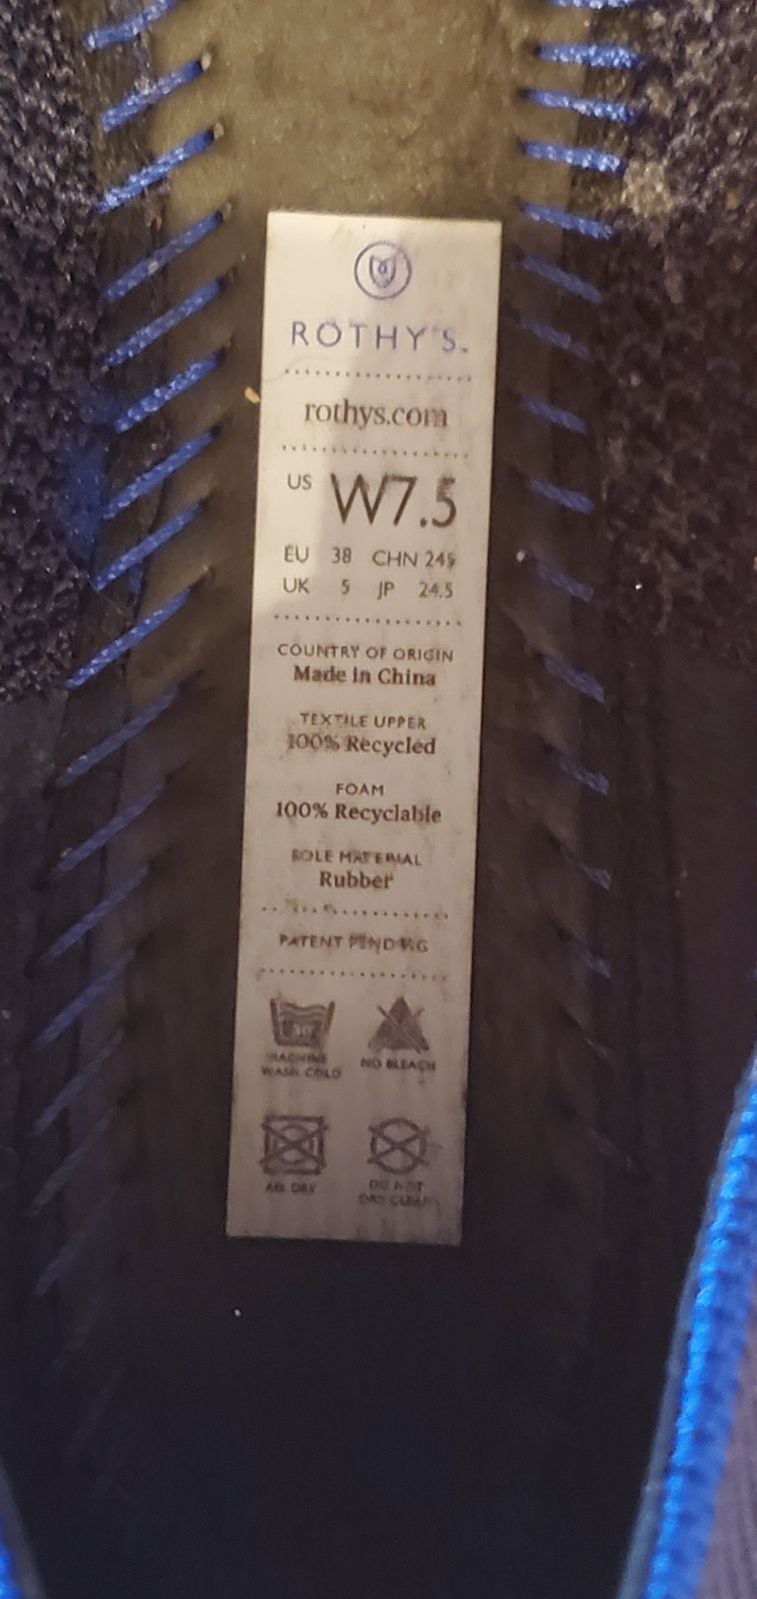 ROTHY'S
rothys.com
US W7.5
EU 38 CHN 245
UK 5 JP 24.5
COUNTRY OF ORIGIN
Made in China
TEXTILE UPPER
100% Recycled
FOAM
100% Recyclable
SOLE MATERIAL
Rubber
PATENT PENDING
30
MACHINE NO BLEACH
WASH COLD
AIR DRY DO NOT
DRY CLEAN